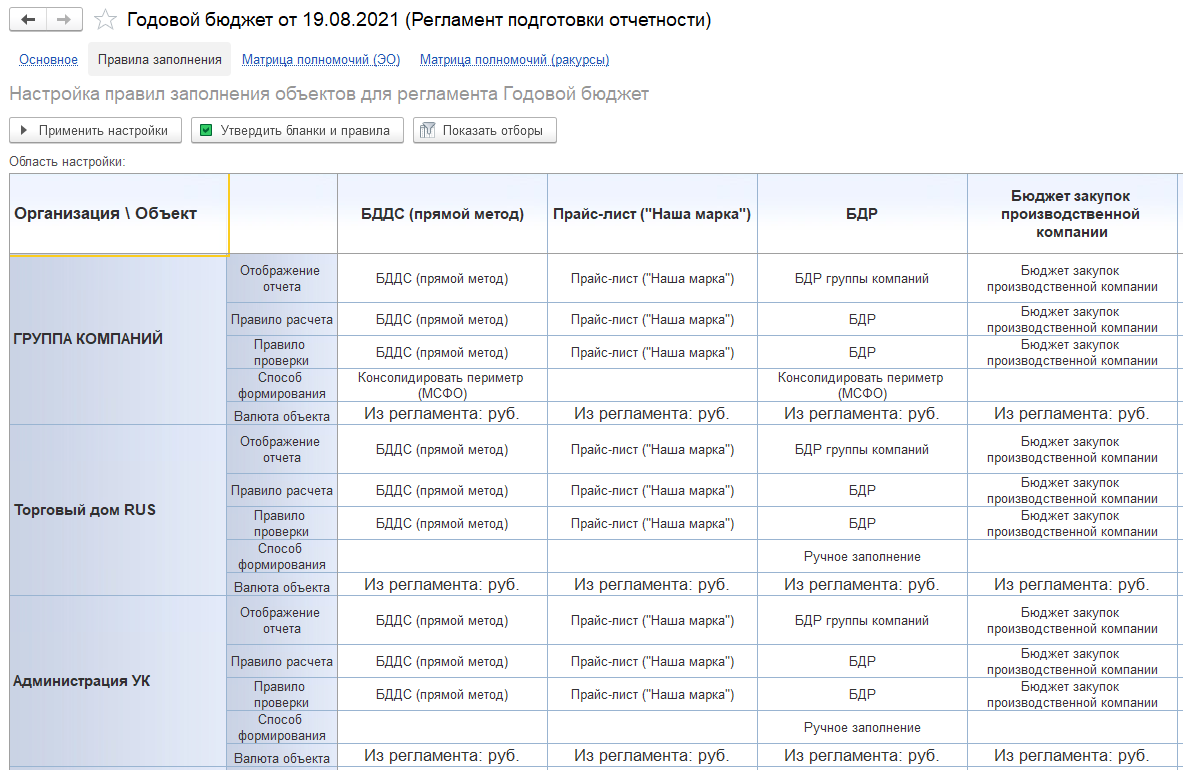 Годовой бюджет от 19.08.2021 (Регламент подготовки отчетности)
Основное Правила заполнения Матрица полномочий (ЭО) Матрица полномочий (ракурсы)
Настройка правил заполнения объектов для регламента Годовой бюджет
Применить настройки Утвердить бланки и правила Показать отборы
Область настройки:
Организация \ Объект БДДС (прямой метод) Прайс-лист ("Наша марка") БДР Бюджет закупок
производственной
компании
ГРУППА КОМПАНИЙ
Отображение
отчета
БДДС (прямой метод) Прайс-лист ("Наша марка") БДР группы компаний Бюджет закупок
производственной компании
Правило расчета БДДС (прямой метод) Прайс-лист ("Наша марка") БДР Бюджет закупок
производственной компании
Правило
проверки
БДДС (прямой метод) Прайс-лист ("Наша марка") БДР Бюджет закупок
производственной компании
Способ
формирования
Консолидировать периметр
(МСФО)
Консолидировать периметр
(МСФО)
Валюта объекта Из регламента: руб. Из регламента: руб. Из регламента: руб. Из регламента: руб.
Торговый дом RUS
Отображение
отчета
БДДС (прямой метод) Прайс-лист ("Наша марка") БДР группы компаний Бюджет закупок
производственной компании
Правило расчета БДДС (прямой метод) Прайс-лист ("Наша марка") БДР Бюджет закупок
производственной компании
Правило
проверки
БДДС (прямой метод) Прайс-лист ("Наша марка") БДР Бюджет закупок
производственной компании
Способ
формирования
Ручное заполнение
Валюта объекта Из регламента: руб. Из регламента: руб. Из регламента: руб. Из регламента: руб.
Администрация УК
Отображение
отчета
БДДС (прямой метод) Прайс-лист ("Наша марка") БДР группы компаний Бюджет закупок
производственной компании
Правило расчета БДДС (прямой метод) Прайс-лист ("Наша марка") БДР Бюджет закупок
производственной компании
Правило
проверки
БДДС (прямой метод) Прайс-лист ("Наша марка") БДР Бюджет закупок
производственной компании
Способ
формирования
Ручное заполнение
Валюта объекта Из регламента: руб. Из регламента: руб. Из регламента: руб. Из регламента: руб.